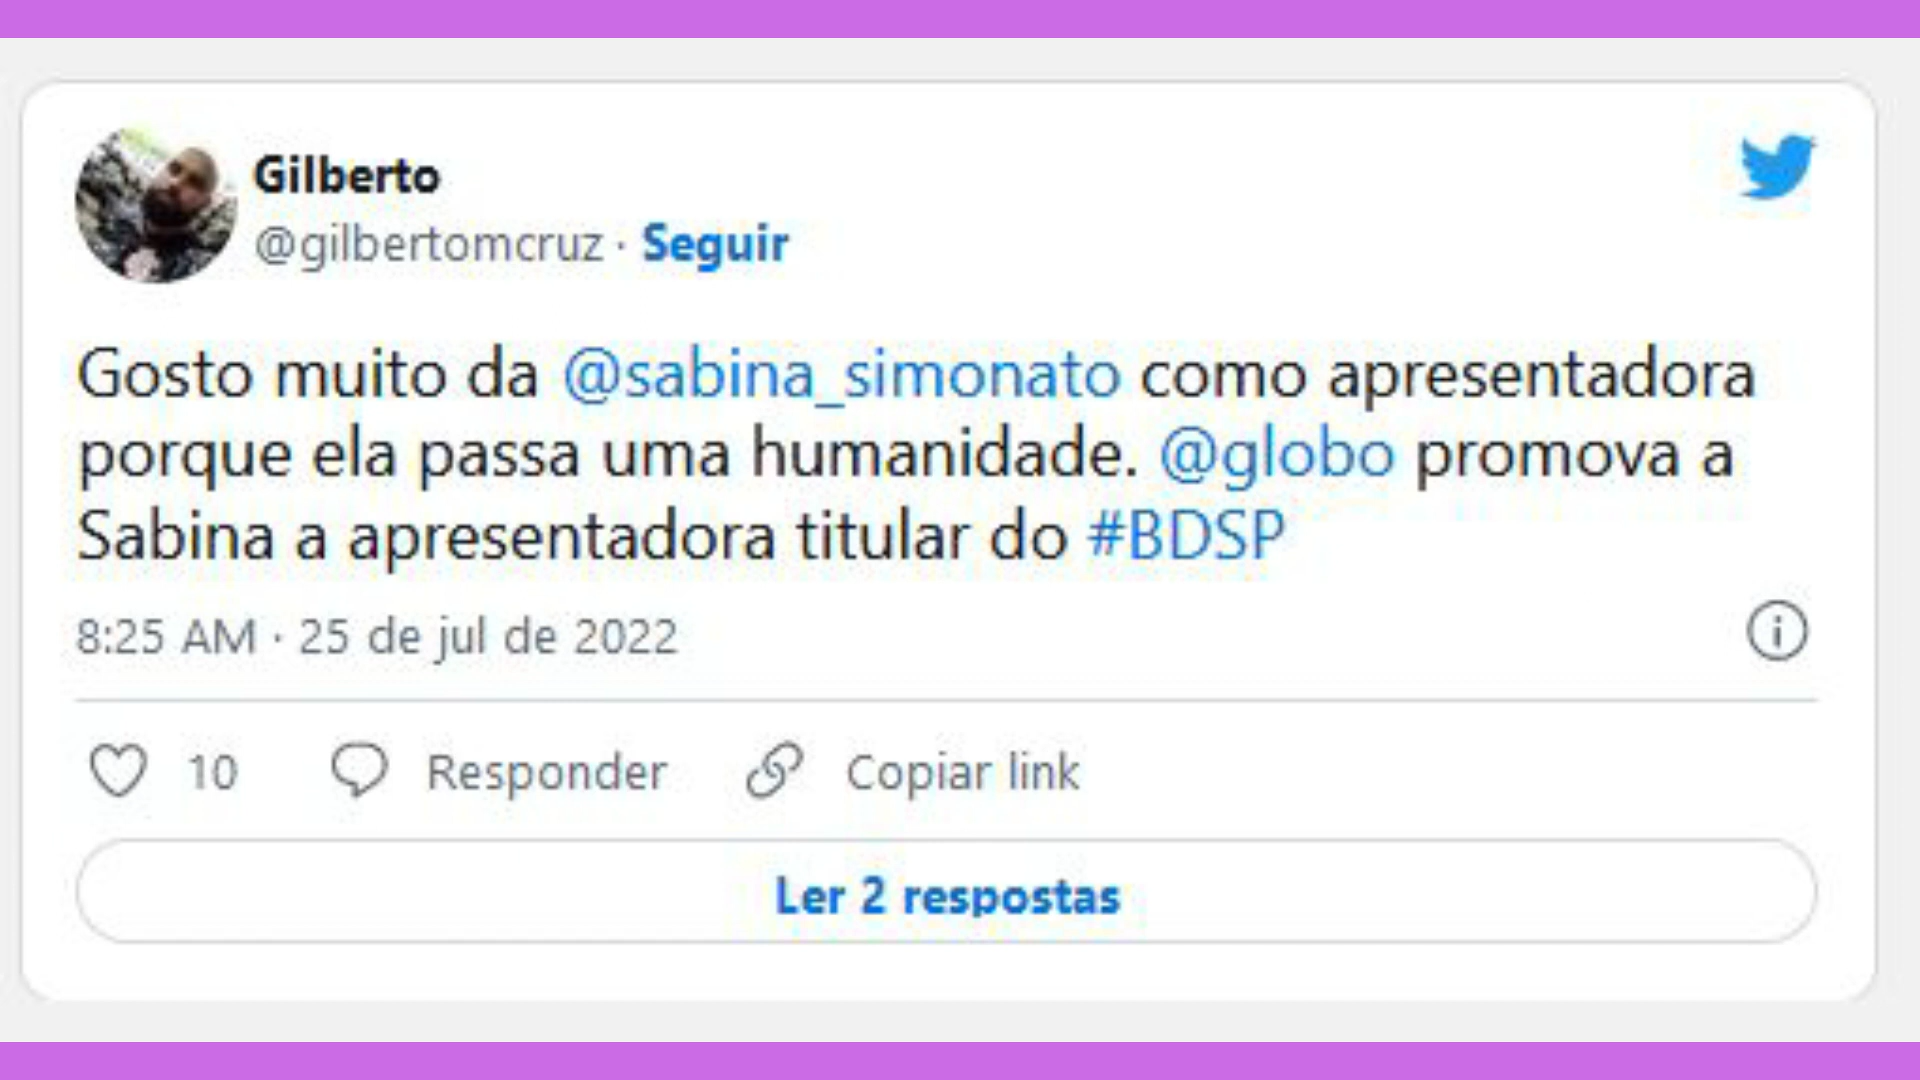 Gilberto
@gilbertomcruz · Seguir
Gosto muito da @sabina_simonato como apresentadora
porque ela passa uma humanidade. @globo promova a
Sabina a apresentadora titular do #BDSP
8:25 AM · 25 de jul de 2022
10 Responder Copiar link
Ler 2 respostas